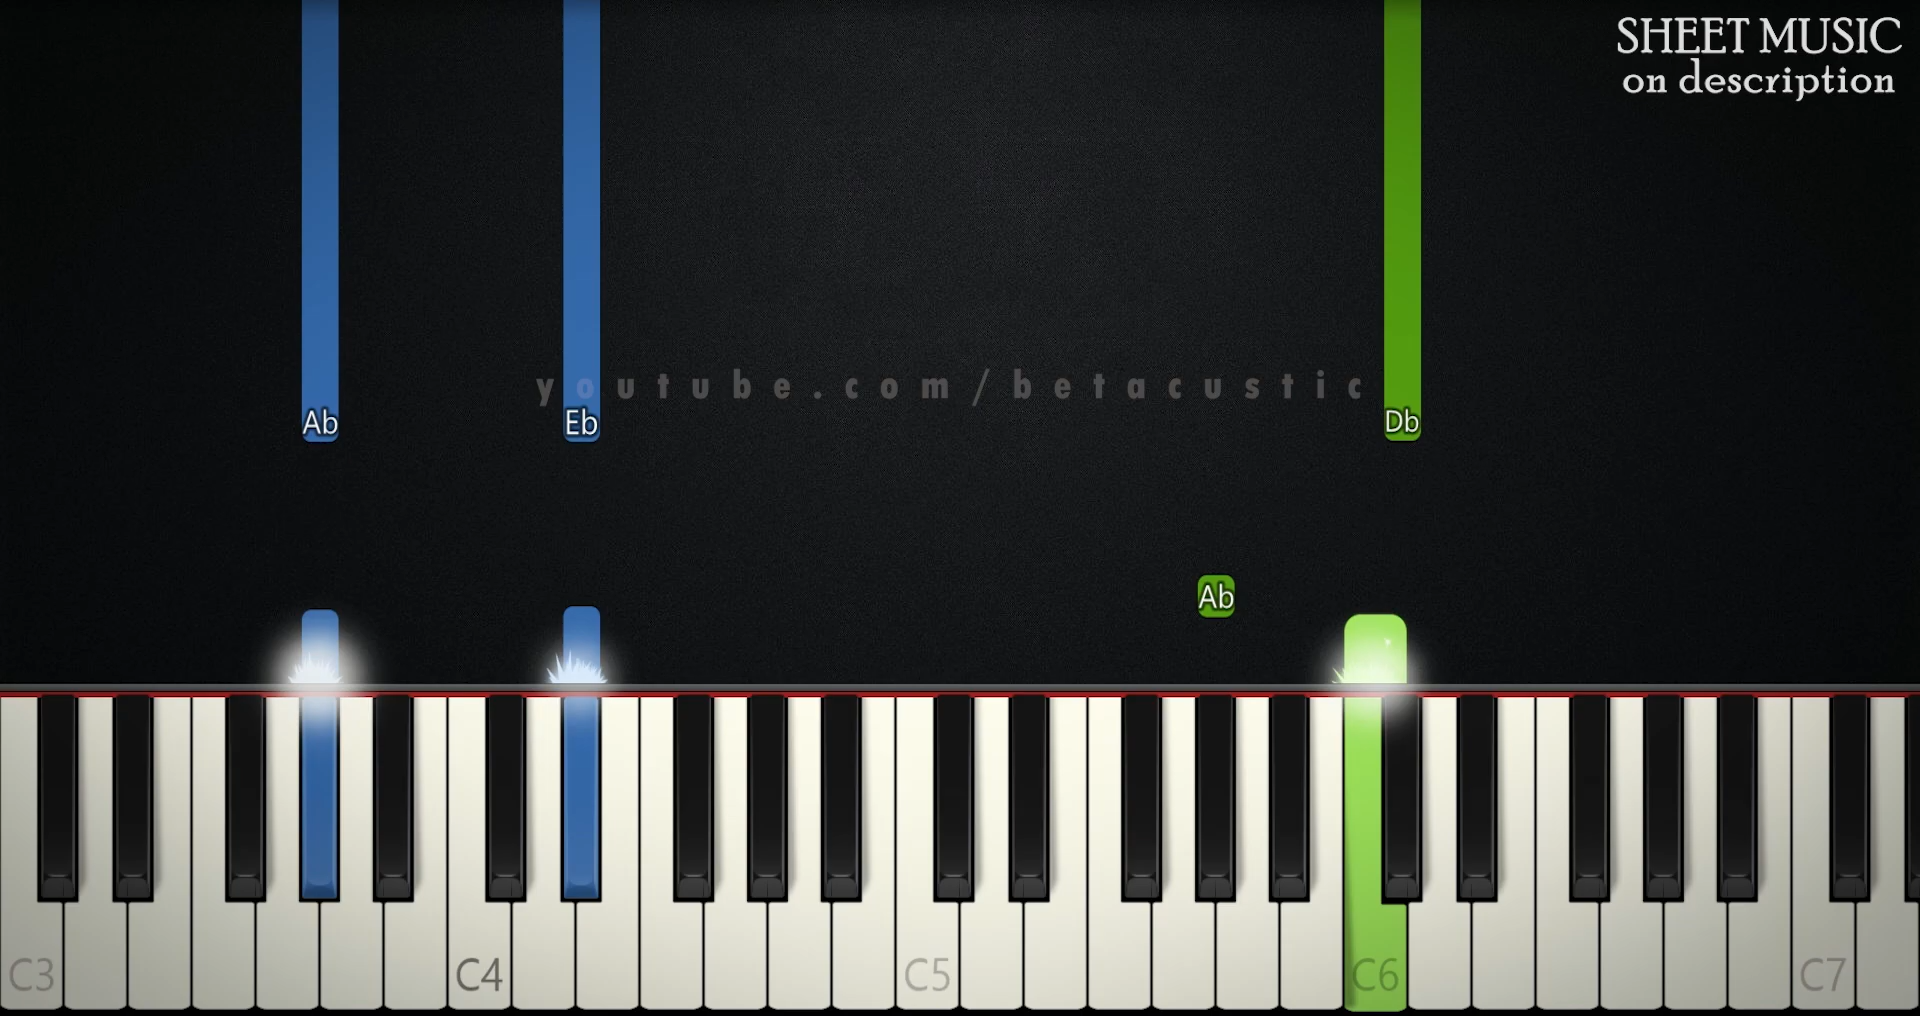 SHEET MUSIC
on description
youtube.com/betacustic
Ab
Eb
Db
Ab
C3
C4
C5
C6
C7